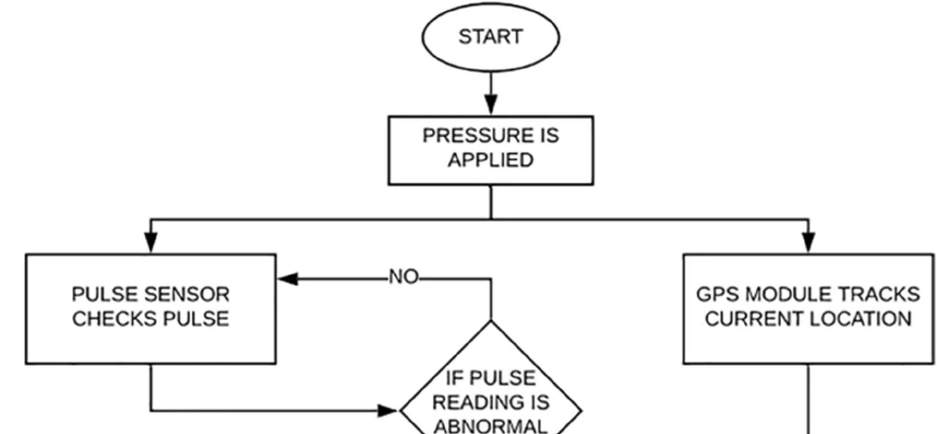 START
PRESSURE IS
APPLIED
NO
PULSE SENSOR
CHECKS PULSE
GPS MODULE TRACKS
CURRENT LOCATION
IF PULSE
READING IS
ABNORMAL